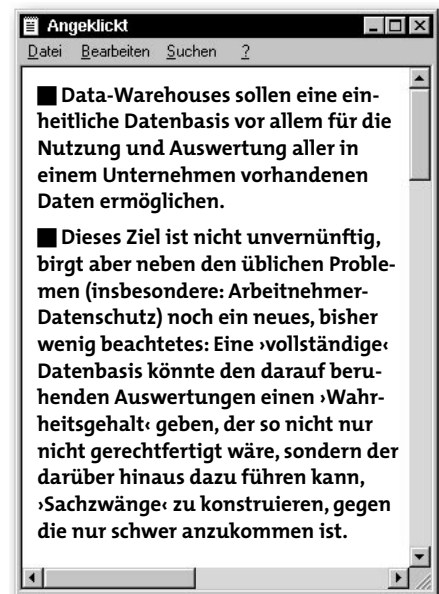 Angeklickt
Datei Bearbeiten Suchen ?
Data-Warehouses sollen eine ein-
heitliche Datenbasis vor allem für die
Nutzung und Auswertung aller in
einem Unternehmen vorhandenen
Daten ermöglichen.
Dieses Ziel ist nicht unvernünftig,
birgt aber neben den üblichen Proble-
men (insbesondere: Arbeitnehmer-
Datenschutz) noch ein neues, bisher
wenig beachtetes: Eine ›vollständige‹
Datenbasis könnte den darauf beru-
henden Auswertungen einen ›Wahr-
heitsgehalt‹ geben, der so nicht nur
nicht gerechtfertigt wäre, sondern der
darüber hinaus dazu führen kann,
›Sachzwänge‹ zu konstruieren, gegen
die nur schwer anzukommen ist.